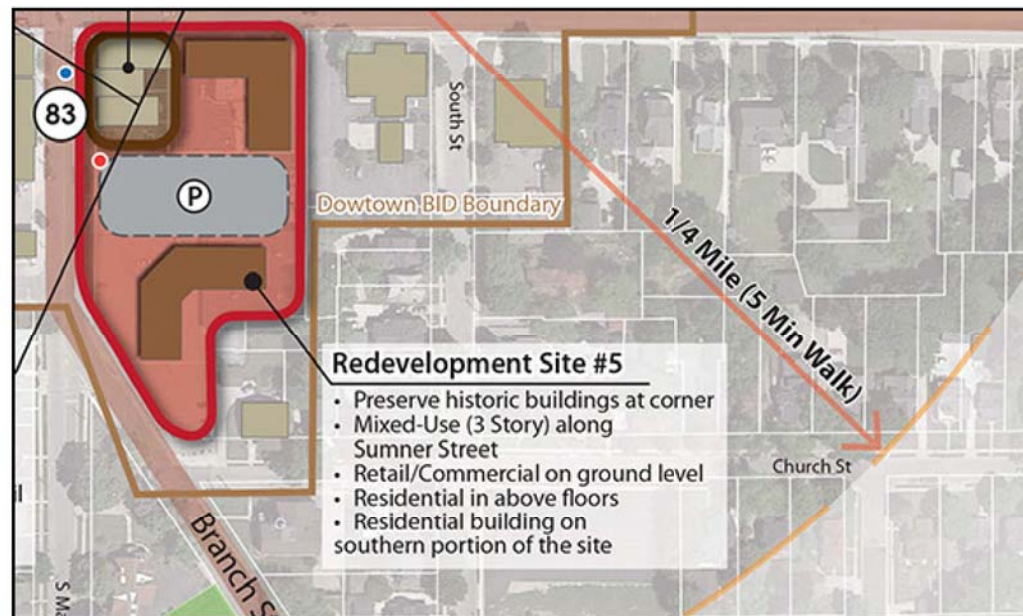 83
P
South St
Dowtown BID Boundary
1/4 Mile (5 Min Walk)
Redevelopment Site #5
• Preserve historic buildings at corner
• Mixed-Use (3 Story) along
Sumner Street
• Retail/Commercial on ground level
• Residential in above floors
• Residential building on
southern portion of the site
Church St
il
Branch S
S Ma